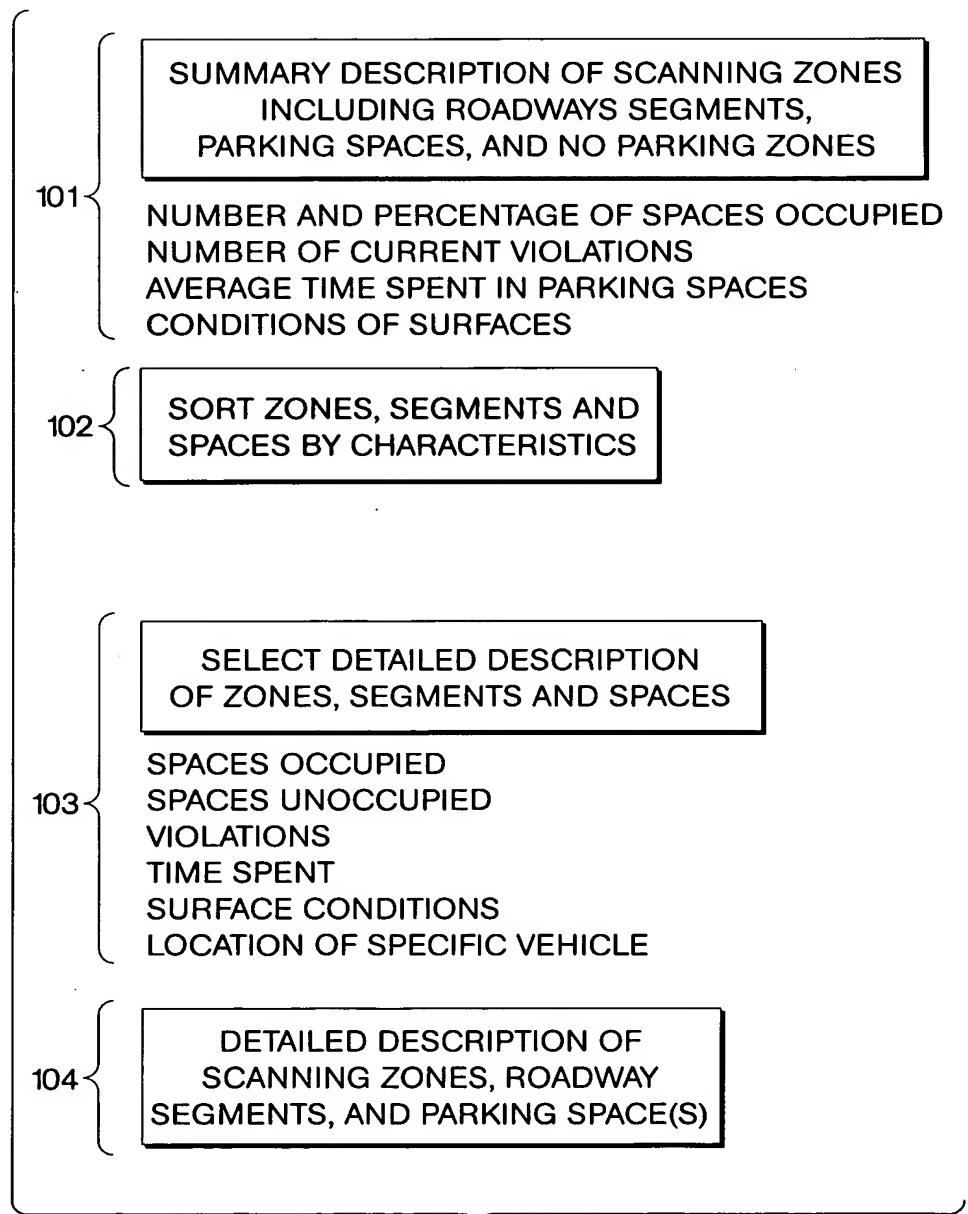 101
SUMMARY DESCRIPTION OF SCANNING ZONES
INCLUDING ROADWAYS SEGMENTS,
PARKING SPACES, AND NO PARKING ZONES
NUMBER AND PERCENTAGE OF SPACES OCCUPIED
NUMBER OF CURRENT VIOLATIONS
AVERAGE TIME SPENT IN PARKING SPACES
CONDITIONS OF SURFACES
102
SORT ZONES, SEGMENTS AND
SPACES BY CHARACTERISTICS
103
SELECT DETAILED DESCRIPTION
OF ZONES, SEGMENTS AND SPACES
SPACES OCCUPIED
SPACES UNOCCUPIED
VIOLATIONS
TIME SPENT
SURFACE CONDITIONS
LOCATION OF SPECIFIC VEHICLE
104
DETAILED DESCRIPTION OF
SCANNING ZONES, ROADWAY
SEGMENTS, AND PARKING SPACE(S)